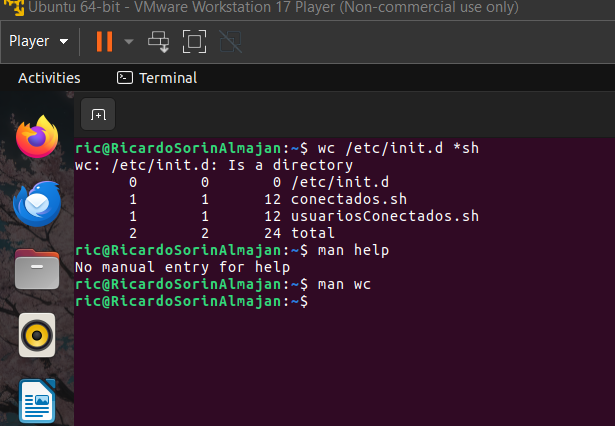 Ubuntu 64-bit - VMware Workstation 17 Player (Non-commercial use only)
Player
Activities
Terminal
ric@RicardoSorinAlmajan:~$ wc /etc/init.d *sh
wc: /etc/init.d: Is a directory
      0       0       0 /etc/init.d
      1       1      12 conectados.sh
      1       1      12 usuariosConectados.sh
      2       2      24 total
ric@RicardoSorinAlmajan:~$ man help
No manual entry for help
ric@RicardoSorinAlmajan:~$ man wc
ric@RicardoSorinAlmajan:~$